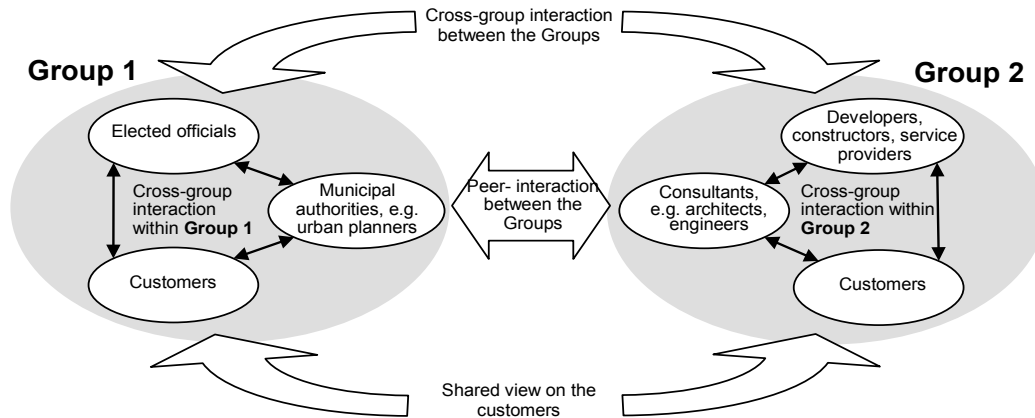 Cross-group interaction
between the Groups
Group 1
Group 2
Elected officials
Cross-group
interaction
within Group 1
Municipal
authorities, e.g.
urban planners
Customers
Peer- interaction
between the
Groups
Developers,
constructors, service
providers
Consultants,
e.g. architects,
engineers
Cross-group
interaction within
Group 2
Customers
Shared view on the
customers